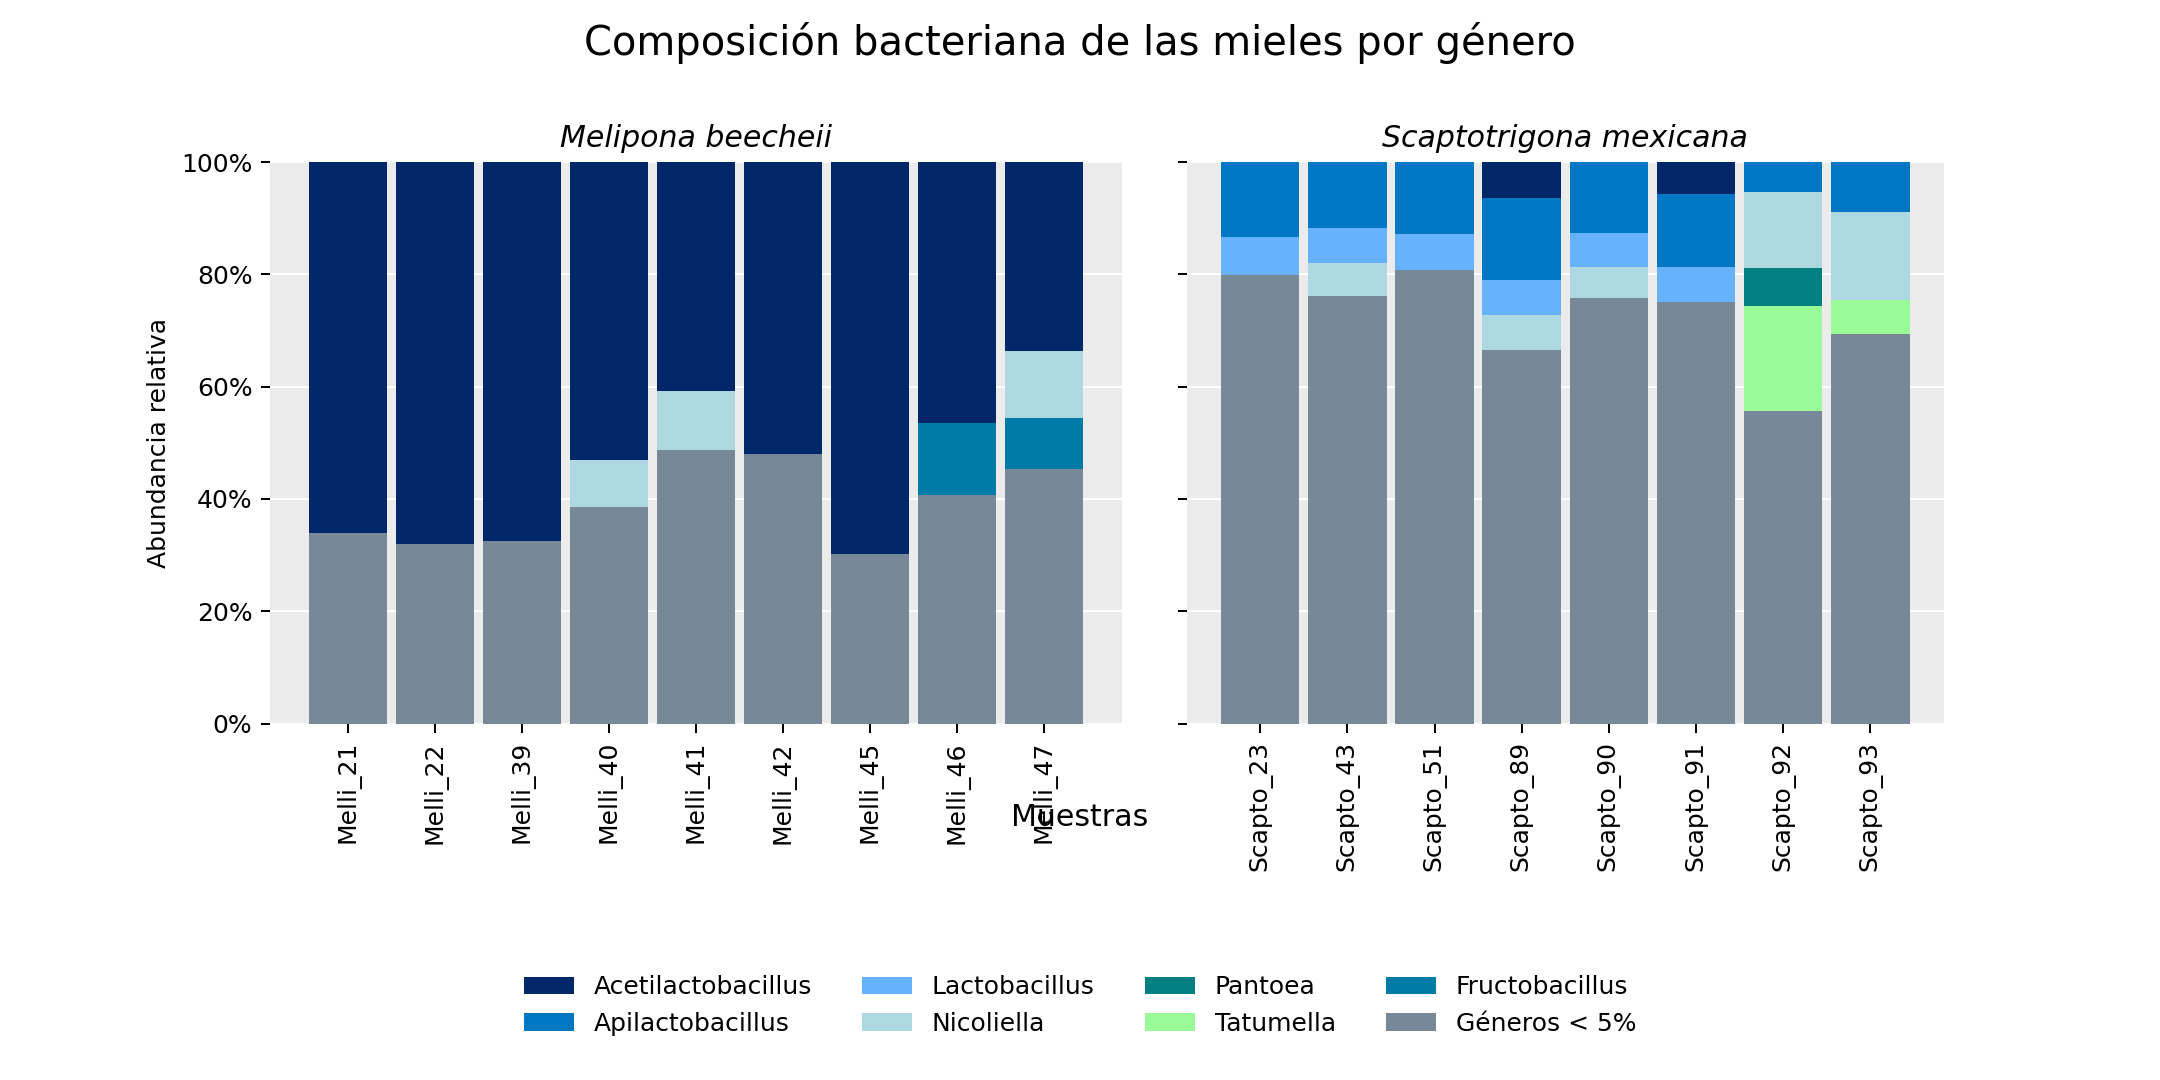 Composición bacteriana de las mieles por género
Melipona beecheii
Scaptotrigona mexicana
Abundancia relativa
100%
80%
60%
40%
20%
0%
Melli_21
Melli_22
Melli_39
Melli_40
Melli_41
Melli_42
Melli_45
Melli_46
Melli_47
Scapto_23
Scapto_43
Scapto_51
Scapto_89
Scapto_90
Scapto_91
Scapto_92
Scapto_93
Muestras
Acetilactobacillus
Apilactobacillus
Lactobacillus
Nicoliella
Pantoea
Tatumella
Fructobacillus
Géneros < 5%